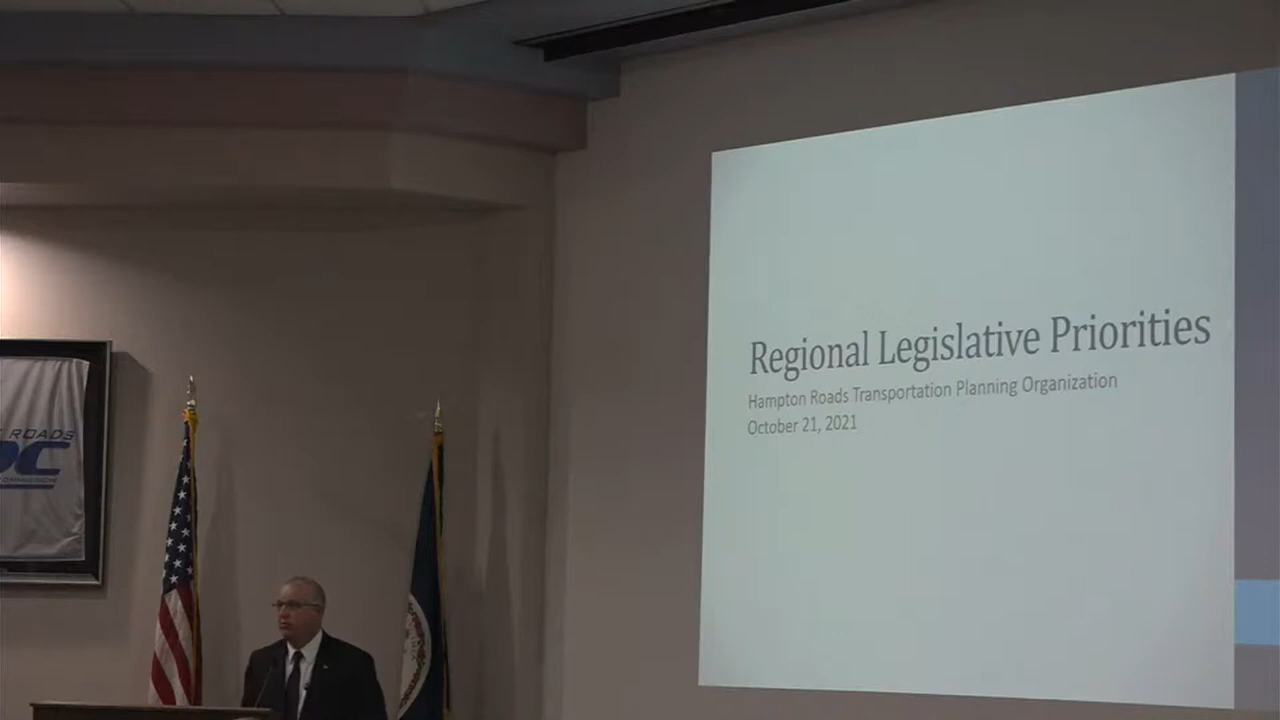 ROADS
Regional Legislative Priorities
Hampton Roads Transportation Planning Organization
October 21, 2021